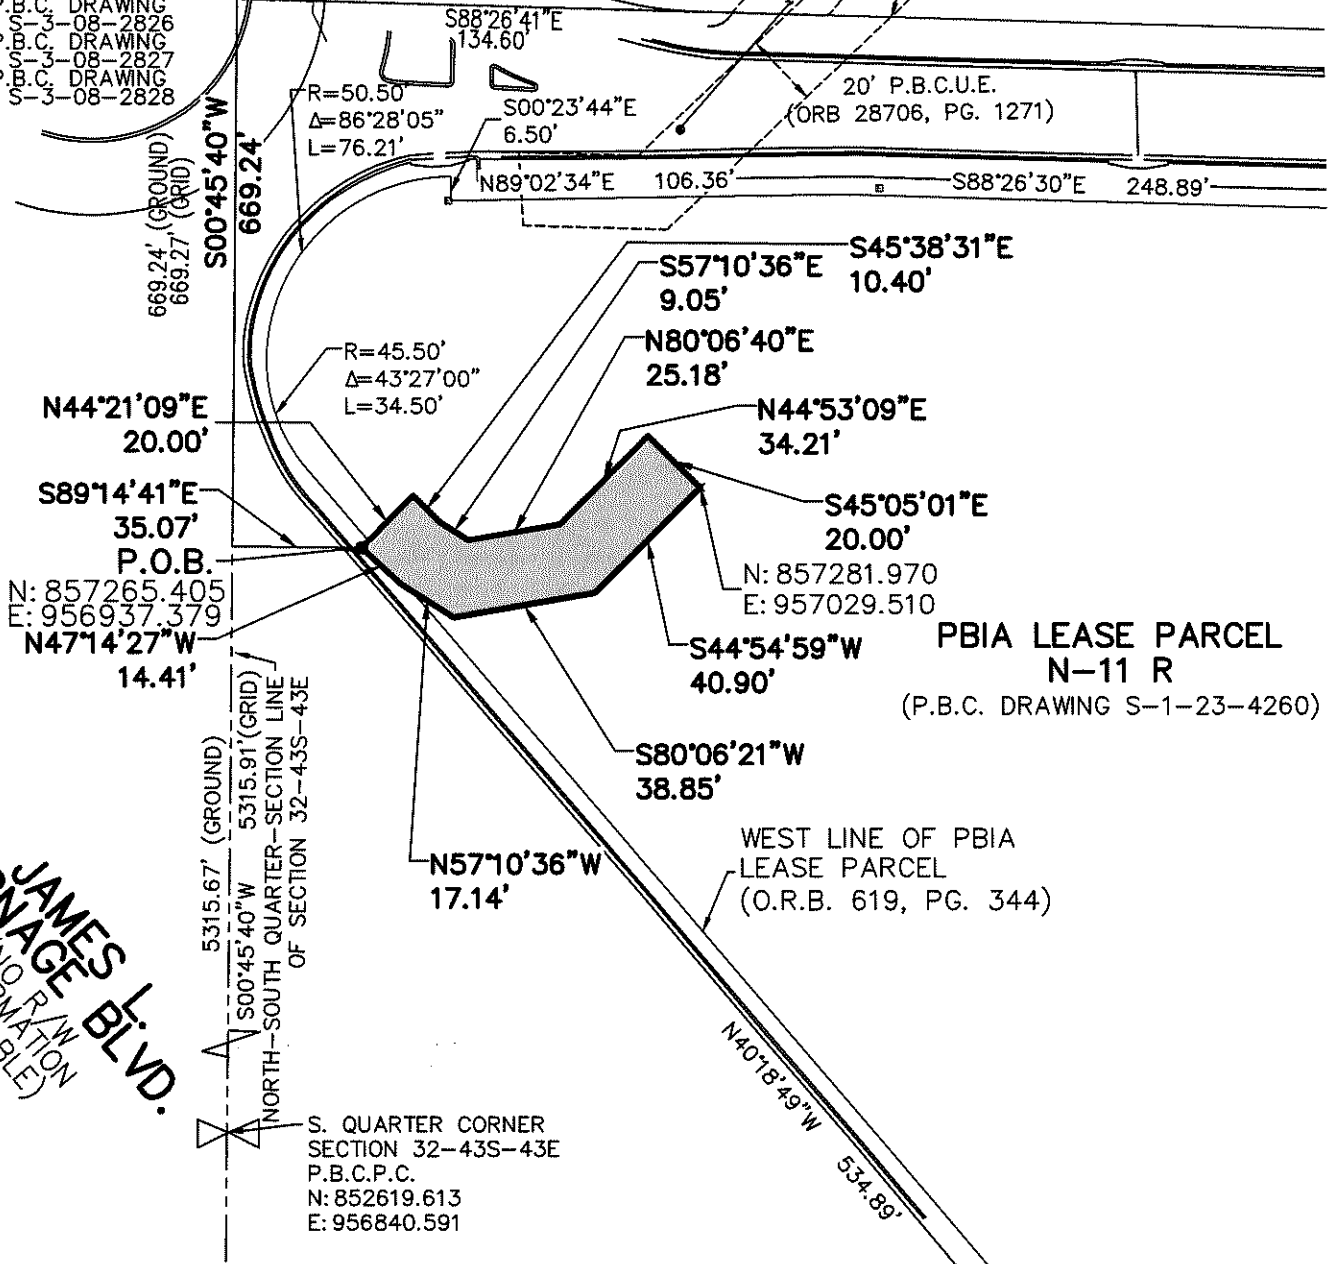 P.B.C. DRAWING
S-3-08-2826
P.B.C. DRAWING
S-3-08-2827
P.B.C. DRAWING
S-3-08-2828
S88°26'41"E
134.60'
R=50.50'
Δ=86°28'05"
L=76.21'
S00°23'44"E
6.50'
20' P.B.C.U.E.
(ORB 28706, PG. 1271)
N89°02'34"E 106.36'
S88°26'30"E 248.89'
669.24' (GROUND)
669.27' (GRID)
S00°45'40"W
669.24'
S45°38'31"E
10.40'
S57°10'36"E
9.05'
N80°06'40"E
25.18'
R=45.50'
Δ=43°27'00"
L=34.50'
N44°21'09"E
20.00'
N44°53'09"E
34.21'
S89°14'41"E
35.07'
P.O.B.
N: 857265.405
E: 956937.379
N47°14'27"W
14.41'
S45°05'01"E
20.00'
N: 857281.970
E: 957029.510
S44°54'59"W
40.90'
PBIA LEASE PARCEL
N-11 R
(P.B.C. DRAWING S-1-23-4260)
S80°06'21"W
38.85'
N57°10'36"W
17.14'
WEST LINE OF PBIA
LEASE PARCEL
(O.R.B. 619, PG. 344)
5315.67' (GROUND)
5315.91' (GRID)
S00°45'40"W
NORTH-SOUTH QUARTER-SECTION LINE
OF SECTION 32-43S-43E
JAMES L.
BLVD.
R/W
N40°18'49"W
534.89'
S. QUARTER CORNER
SECTION 32-43S-43E
P.B.C.P.C.
N: 852619.613
E: 956840.591